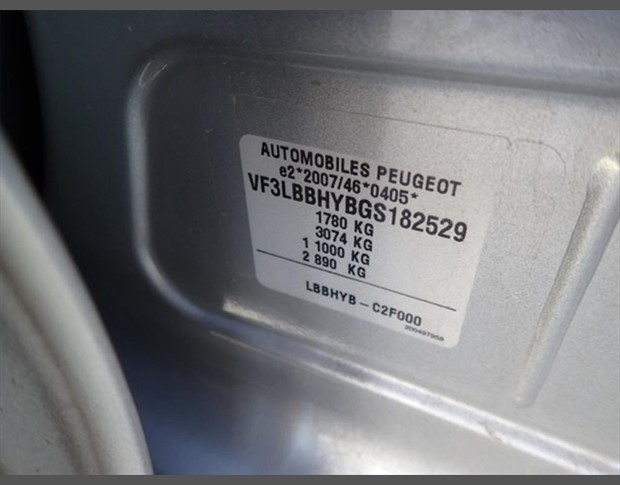 AUTOMOBILES PEUGEOT
e2*2007/46*0405*
VF3LBBHYBGS182529
1780 KG
3074 KG
1 1000 KG
2 890 KG
LBBHYB - C2F000